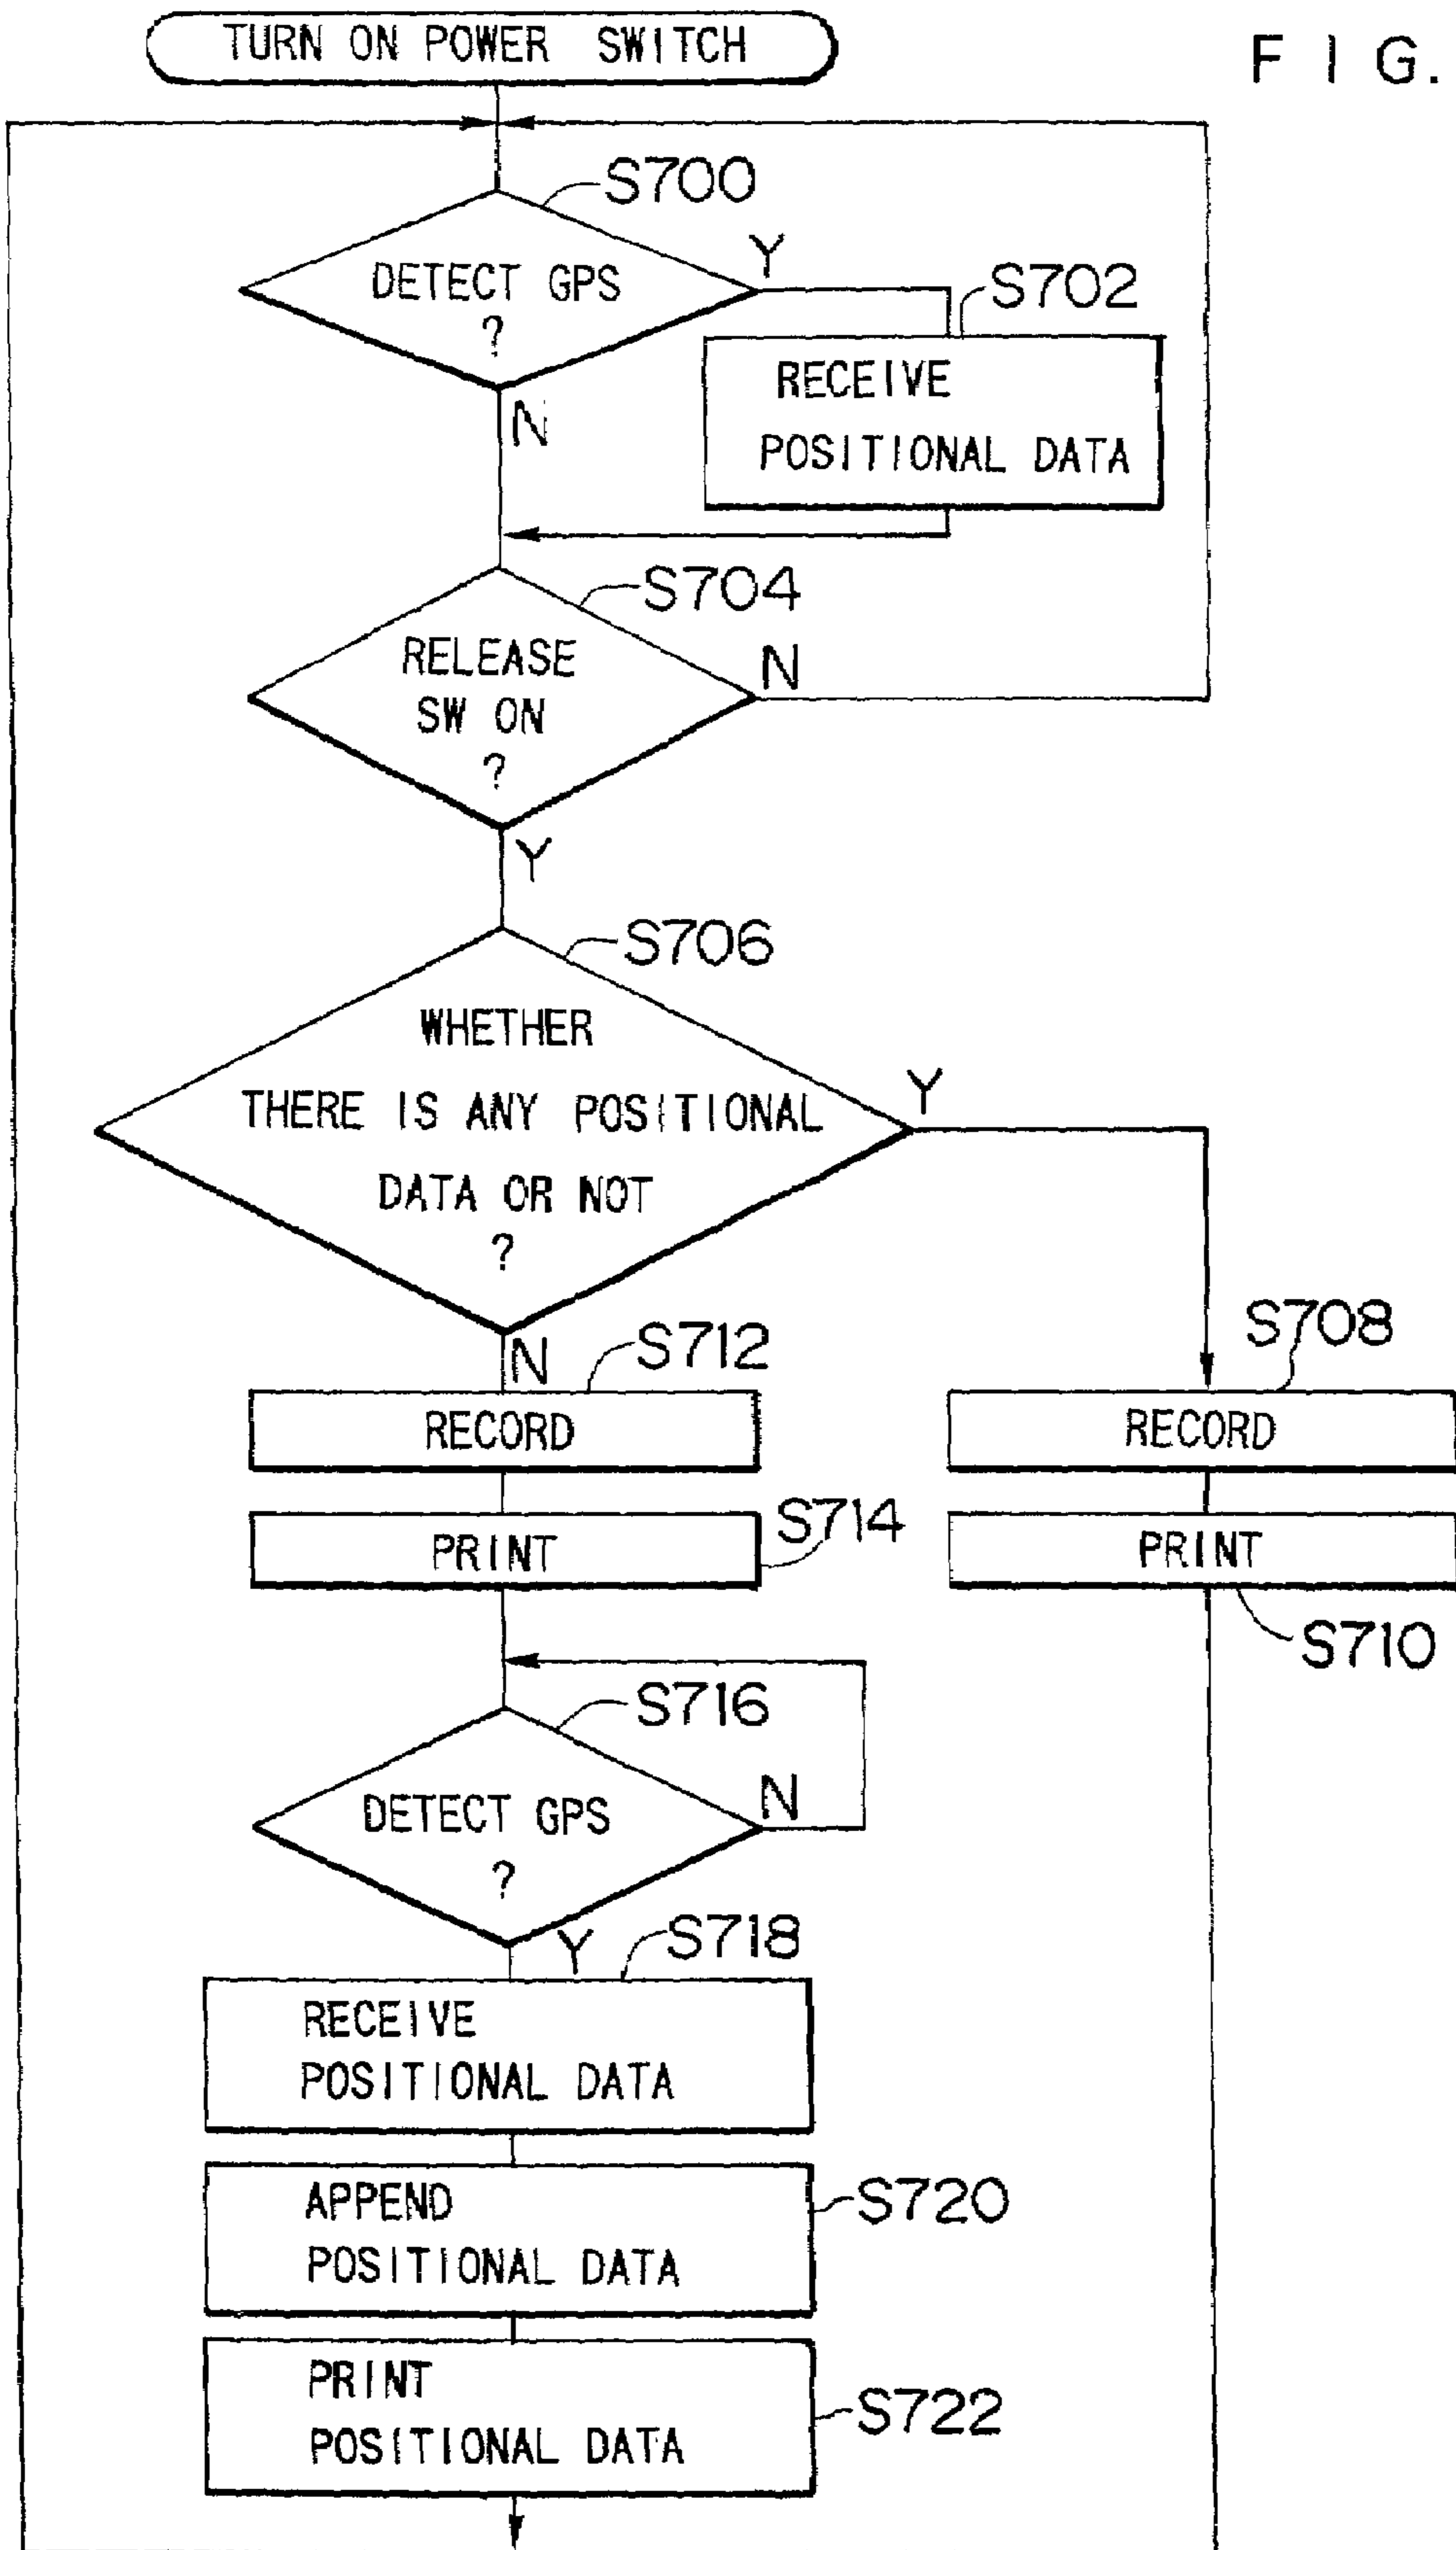 TURN ON POWER SWITCH
FIG.
S700
DETECT GPS
?
Y
N
S702
RECEIVE
POSITIONAL DATA
S704
RELEASE
SW ON
?
N
Y
S706
WHETHER
THERE IS ANY POSITIONAL
DATA OR NOT
?
Y
N
S712
RECORD
S708
RECORD
S714
PRINT
PRINT
S710
S716
DETECT GPS
?
N
Y
S718
RECEIVE
POSITIONAL DATA
S720
APPEND
POSITIONAL DATA
S722
PRINT
POSITIONAL DATA